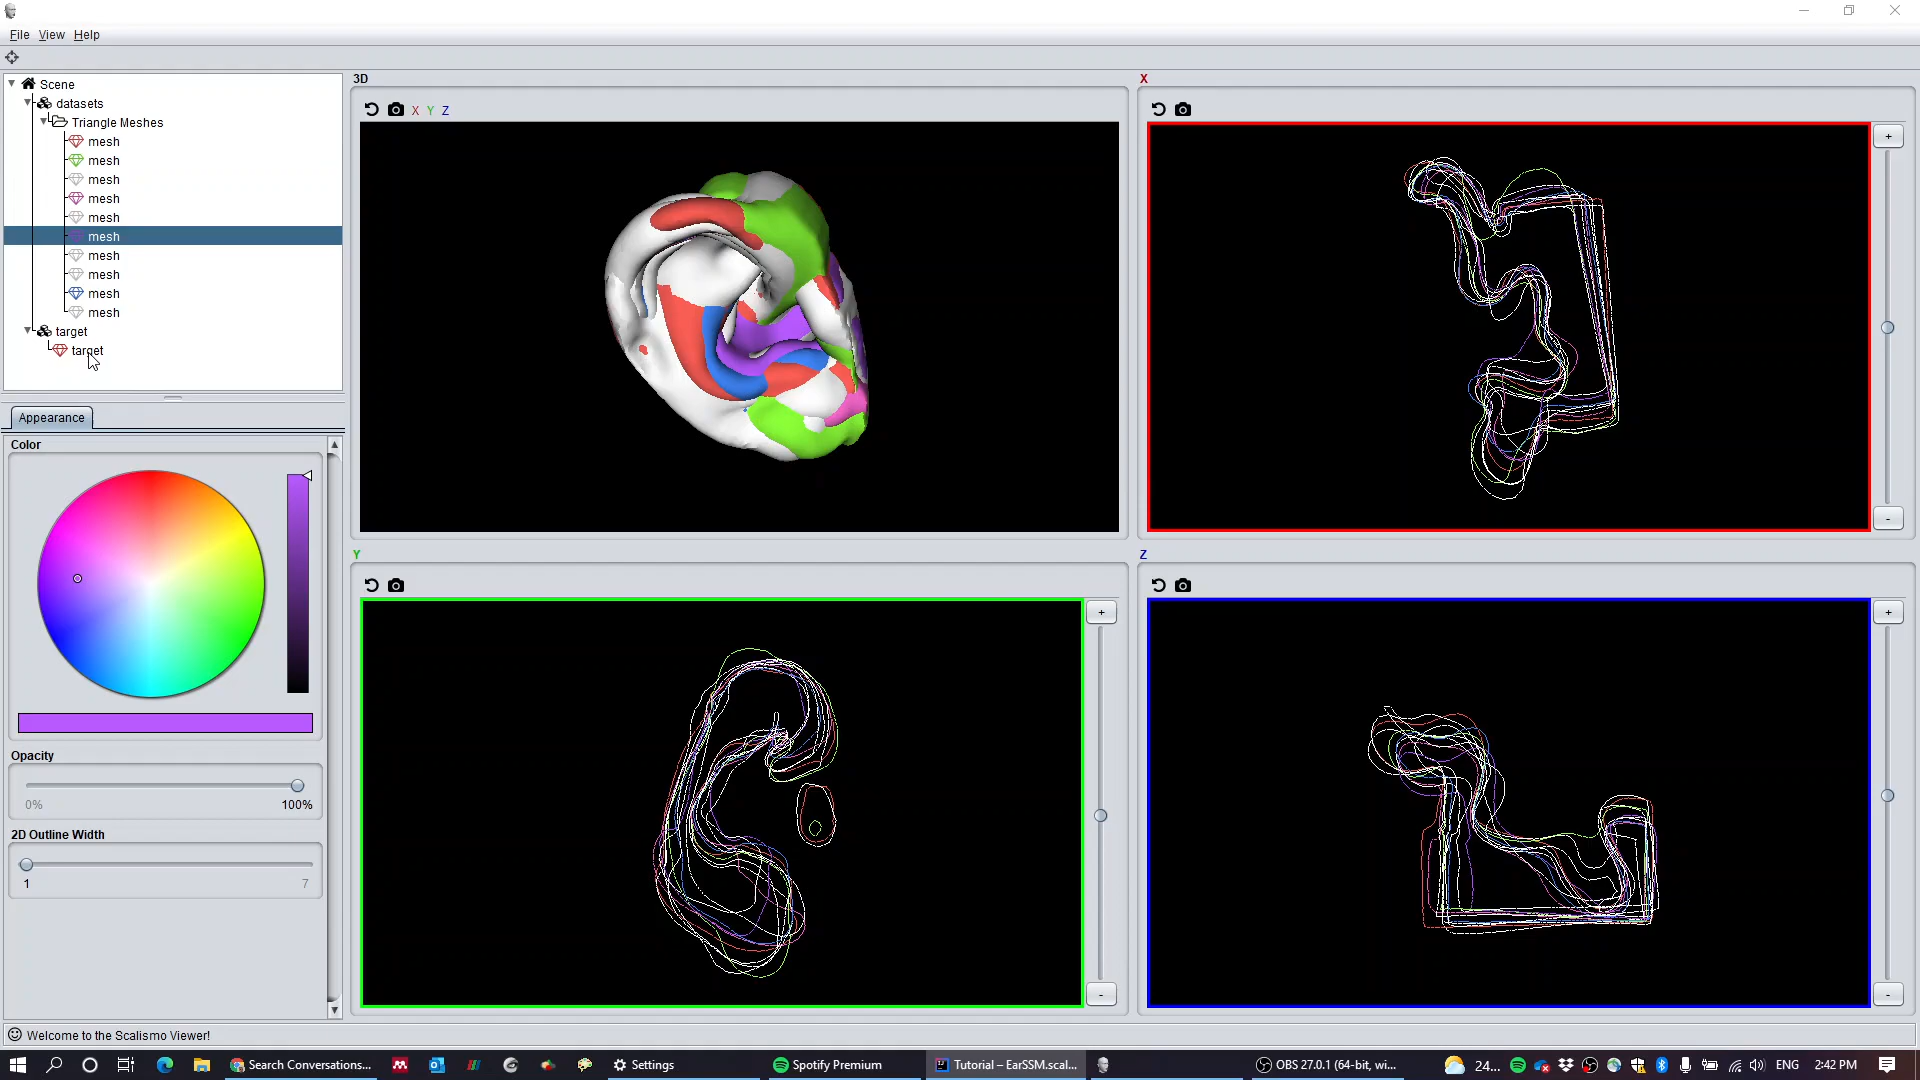 File View Help
Scene
datasets
Triangle Meshes
mesh
mesh
mesh
mesh
mesh
mesh
mesh
mesh
mesh
mesh
target
target
Appearance
Color
Opacity
0%
100%
2D Outline Width
1
7
3D
X Y Z
X
+
-
Y
+
-
Z
+
-
Welcome to the Scalismo Viewer!
Search Conversations...
Settings
Spotify Premium
Tutorial – EarSSM.scal...
OBS 27.0.1 (64-bit, wi...
24...
ENG
2:42 PM